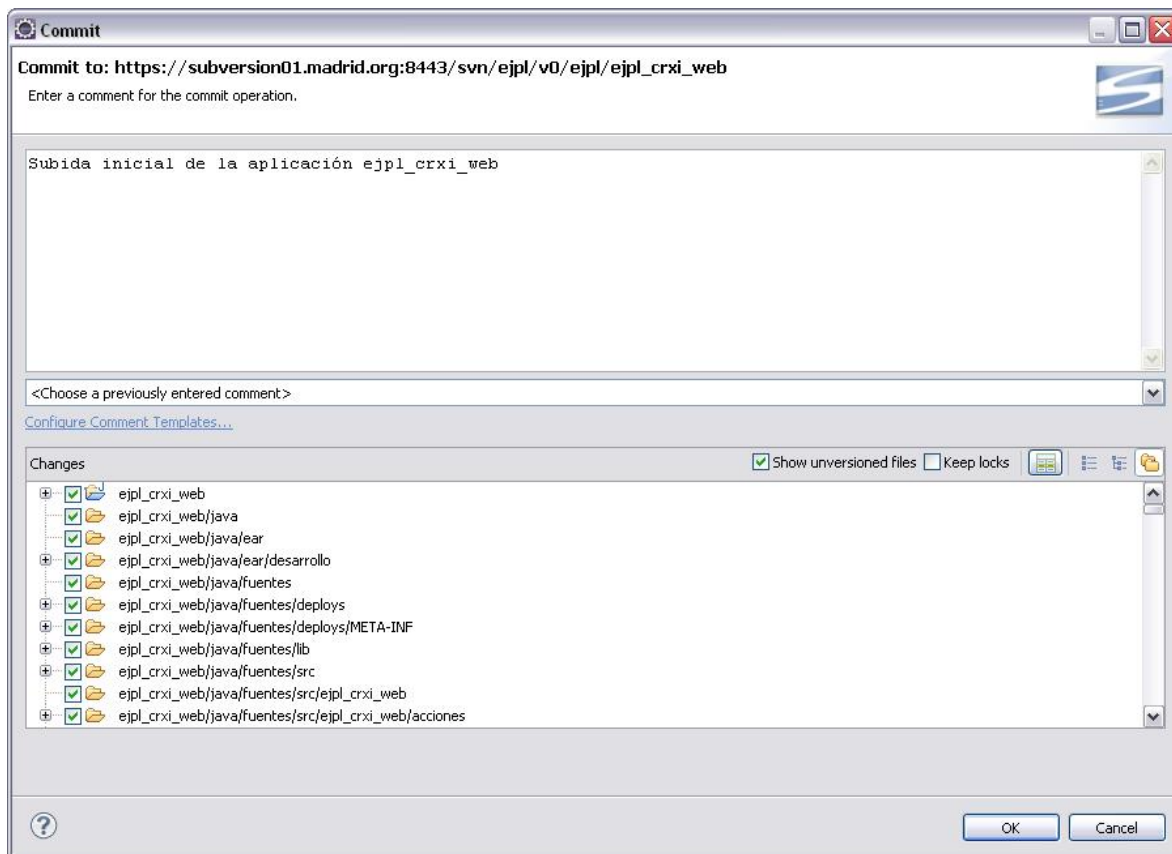 Commit
Commit to: https://subversion01.madrid.org:8443/svn/ejpl/v0/ejpl/ejpl_crxi_web
Enter a comment for the commit operation.
Subida inicial de la aplicación ejpl_crxi_web
<Choose a previously entered comment>
Configure Comment Templates...
Changes Show unversioned files Keep locks
ejpl_crxi_web
ejpl_crxi_web/java
ejpl_crxi_web/java/ear
ejpl_crxi_web/java/ear/desarrollo
ejpl_crxi_web/java/fuentes
ejpl_crxi_web/java/fuentes/deploys
ejpl_crxi_web/java/fuentes/deploys/META-INF
ejpl_crxi_web/java/fuentes/lib
ejpl_crxi_web/java/fuentes/src
ejpl_crxi_web/java/fuentes/src/ejpl_crxi_web
ejpl_crxi_web/java/fuentes/src/ejpl_crxi_web/acciones
OK Cancel